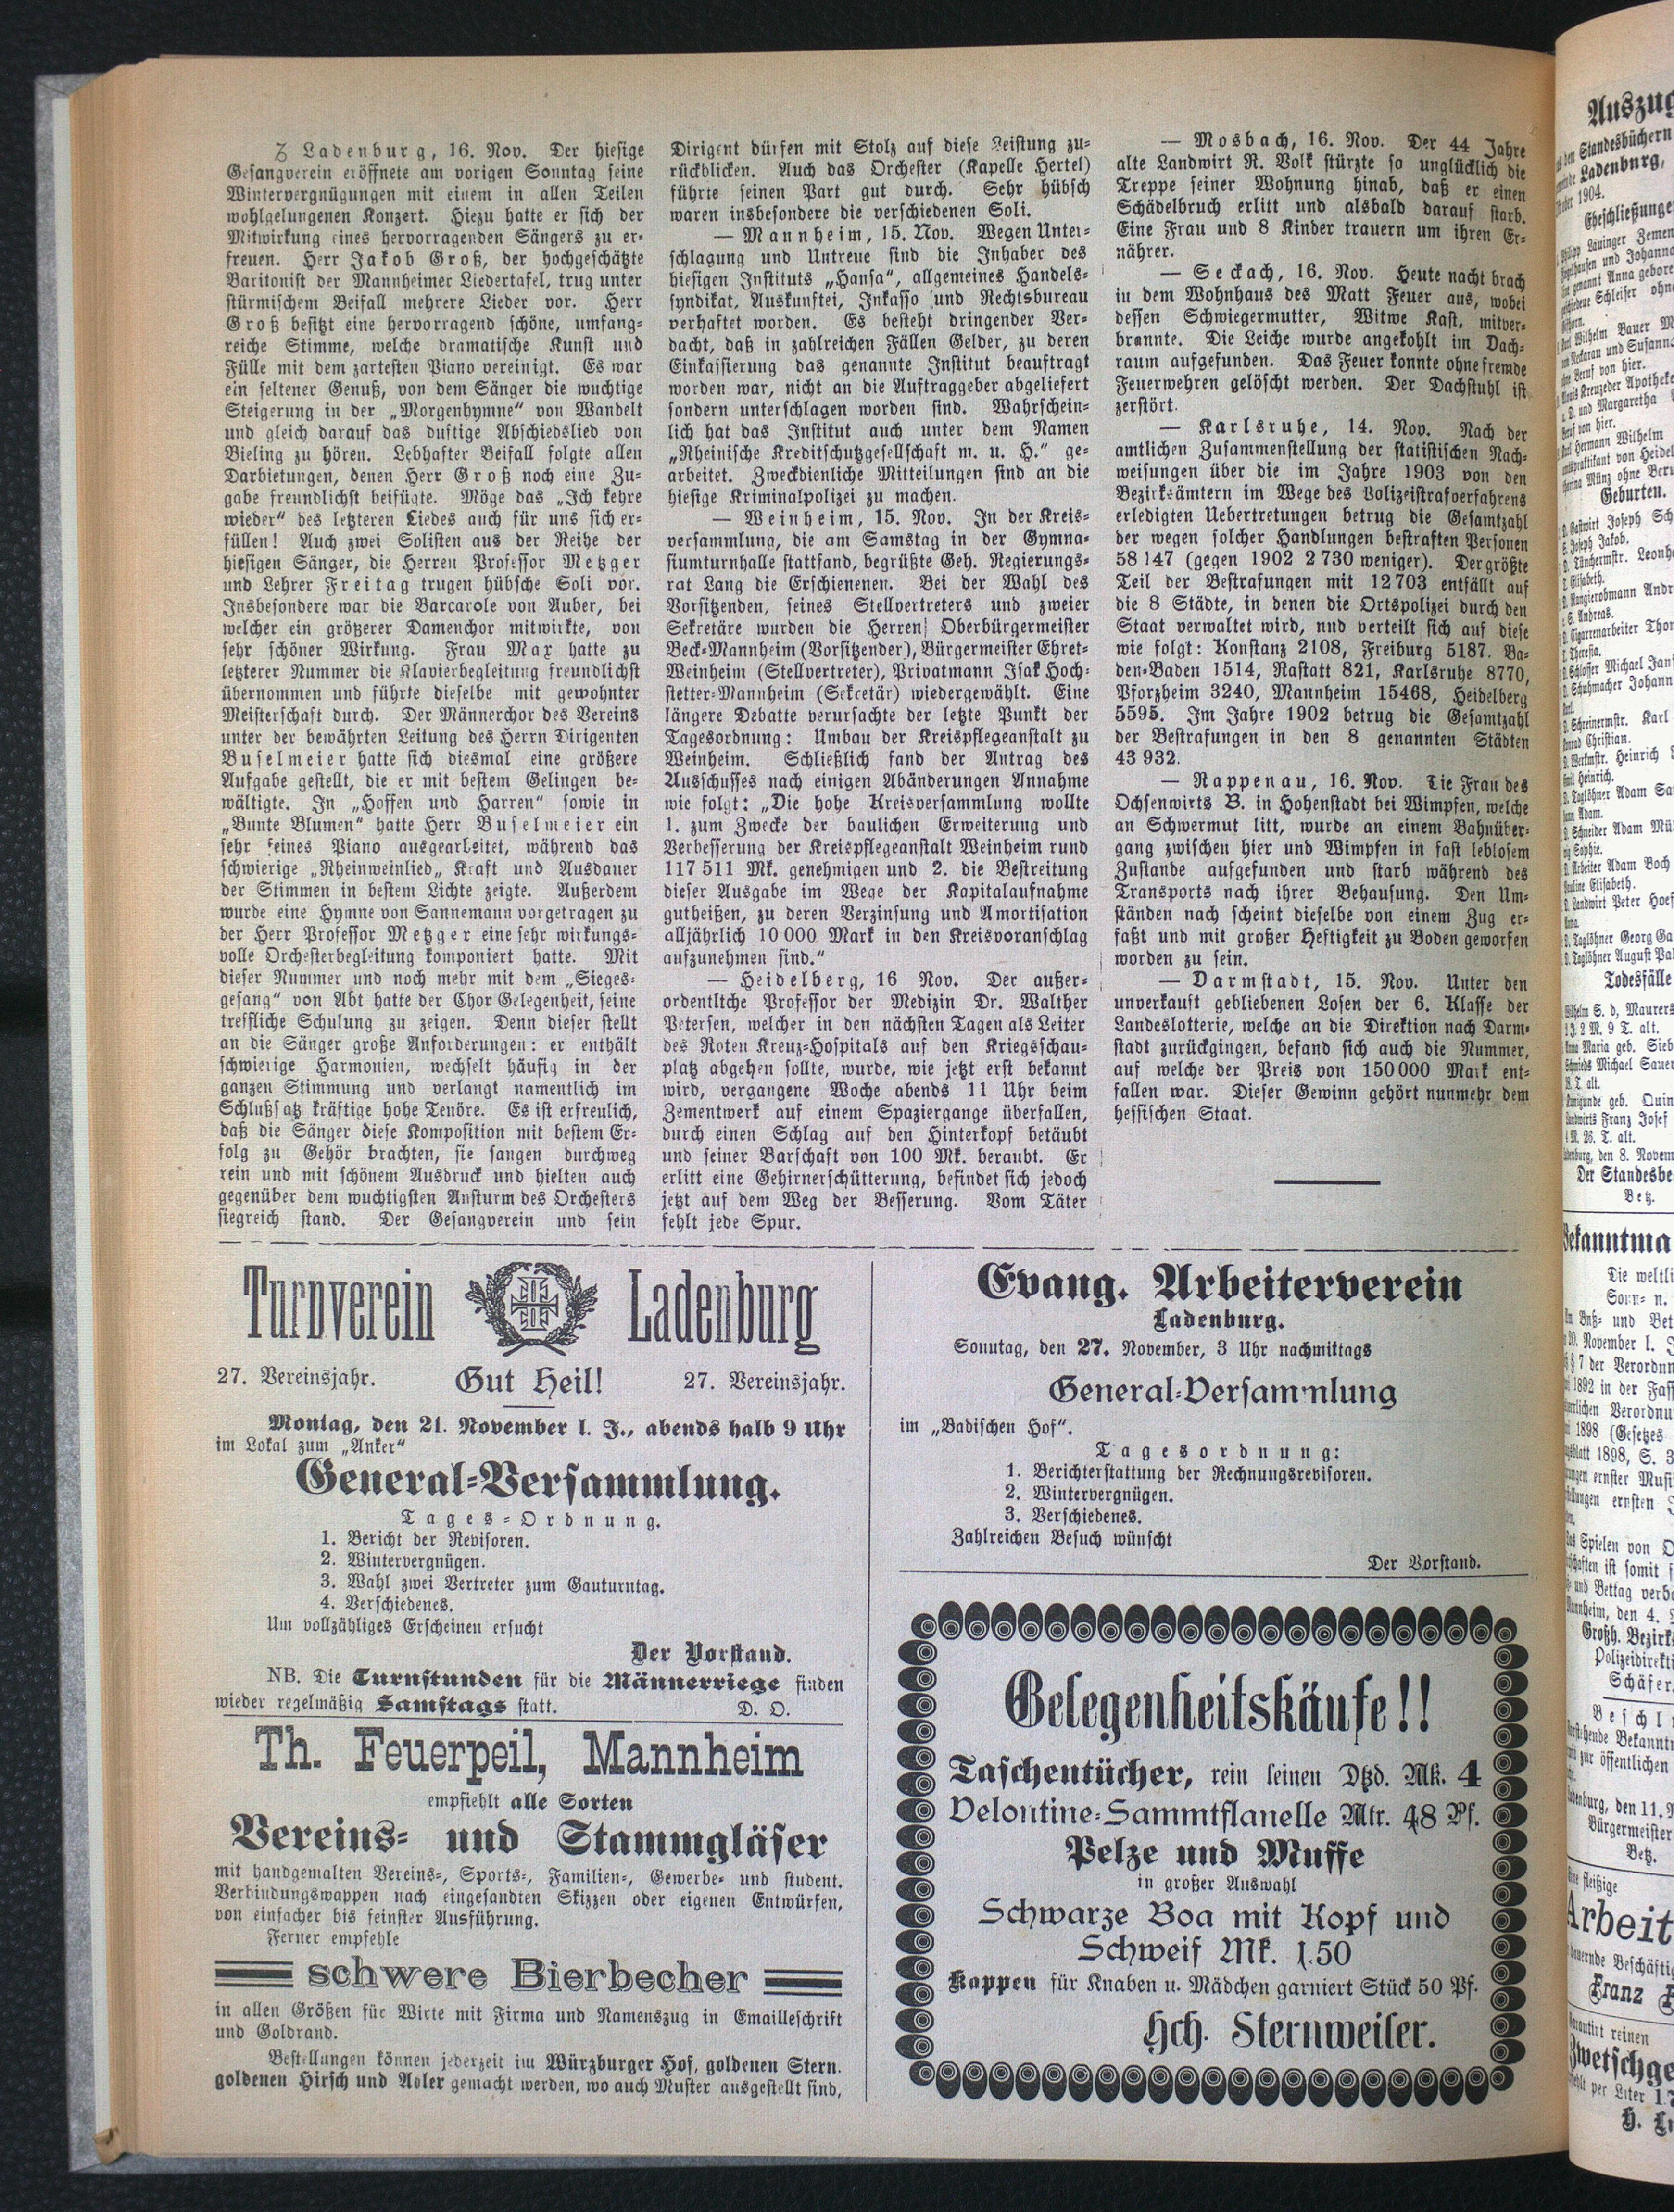 Z Ladenburg, 16. Nov. Der hiesige
Gesangverein eröffnete am vorigen Sonntag seine
Wintervergnügungen mit einem in allen Teilen
wohlgelungenen Konzert. Hiezu hatte er sich der
Mitwirkung eines hervorragenden Sängers zu er-
freuen. Herr Jakob Groß, der hochgeschätzte
Baritonist der Mannheimer Liedertafel, trug unter
stürmischem Beifall mehrere Lieder vor. Herr
Groß besitzt eine hervorragend schöne, umfang-
reiche Stimme, welche dramatische Kunst und
Fülle mit dem zartesten Piano vereinigt. Es war
ein seltener Genuß, von dem Sänger die wuchtige
Steigerung in der „Morgenhymne“ von Wandelt
und gleich darauf das duftige Abschiedslied von
Bieling zu hören. Lebhafter Beifall folgte allen
Darbietungen, denen Herr Groß noch eine Zu-
gabe freundlichst beifügte. Möge das „Ich kehre
wieder“ des letzteren Liedes auch für uns sich er-
füllen! Auch zwei Solisten aus der Reihe der
hiesigen Sänger, die Herren Professor Metzger
und Lehrer Freitag trugen hübsche Soli vor.
Insbesondere war die Barcarole von Auber, bei
welcher ein größerer Damenchor mitwirkte, von
sehr schöner Wirkung. Frau Max hatte zu
letzterer Nummer die Klavierbegleitung freundlichst
übernommen und führte dieselbe mit gewohnter
Meisterschaft durch. Der Männerchor des Vereins
unter der bewährten Leitung des Herrn Dirigenten
Buselmeier hatte sich diesmal eine größere
Aufgabe gestellt, die er mit bestem Gelingen be-
wältigte. In „Hoffen und Harren“ sowie in
„Bunte Blumen“ hatte Herr Buselmeier ein
sehr feines Piano ausgearbeitet, während das
schwierige „Rheinweinlied„ Kraft und Ausdauer
der Stimmen in bestem Lichte zeigte. Außerdem
wurde eine Hymne von Sannemann vorgetragen zu
der Herr Professor Metzger eine sehr wirkungs-
volle Orchesterbegleitung komponiert hatte. Mit
dieser Nummer und noch mehr mit dem „Sieges-
gesang“ von Abt hatte der Chor Gelegenheit, seine
treffliche Schulung zu zeigen. Denn dieser stellt
an die Sänger große Anforderungen: er enthält
schwierige Harmonien, wechselt häufig in der
ganzen Stimmung und verlangt namentlich im
Schlußsatz kräftige hohe Tenöre. Es ist erfreulich,
daß die Sänger diese Komposition mit bestem Er-
folg zu Gehör brachten, sie sangen durchweg
rein und mit schönem Ausdruck und hielten auch
gegenüber dem wuchtigsten Ansturm des Orchesters
siegreich stand. Der Gesangverein und sein
Dirigent dürfen mit Stolz auf diese Leistung zu-
rückblicken. Auch das Orchester (Kapelle Hertel)
führte seinen Part gut durch. Sehr hübsch
waren insbesondere die verschiedenen Soli.
— Mannheim, 15. Nov. Wegen Unter-
schlagung und Untreue sind die Inhaber des
hiesigen Instituts „Hansa“, allgemeines Handels-
syndikat, Auskunftei, Inkasso und Rechtsbureau
verhaftet worden. Es besteht dringender Ver-
dacht, daß in zahlreichen Fällen Gelder, zu deren
Einkassierung das genannte Institut beauftragt
worden war, nicht an die Auftraggeber abgeliefert
sondern unterschlagen worden sind. Wahrschein-
lich hat das Institut auch unter dem Namen
„Rheinische Kreditschutzgesellschaft m. u. H.“ ge-
arbeitet. Zweckdienliche Mitteilungen sind an die
hiesige Kriminalpolizei zu machen.
— Weinheim, 15. Nov. In der Kreis-
versammlung, die am Samstag in der Gymna-
siumturnhalle stattfand, begrüßte Geh. Regierungs-
rat Lang die Erschienenen. Bei der Wahl des
Vorsitzenden, seines Stellvertreters und zweier
Sekretäre wurden die Herren Oberbürgermeister
Beck-Mannheim (Vorsitzender), Bürgermeister Ehret-
Weinheim (Stellvertreter), Privatmann Isak Hoch-
stetter-Mannheim (Sekretär) wiedergewählt. Eine
längere Debatte verursachte der letzte Punkt der
Tagesordnung: Umbau der Kreispflegeanstalt zu
Weinheim. Schließlich fand der Antrag des
Ausschusses nach einigen Abänderungen Annahme
wie folgt: „Die hohe Kreisversammlung wollte
1. zum Zwecke der baulichen Erweiterung und
Verbesserung der Kreispflegeanstalt Weinheim rund
117 511 Mk. genehmigen und 2. die Bestreitung
dieser Ausgabe im Wege der Kapitalaufnahme
gutheißen, zu deren Verzinsung und Amortisation
alljährlich 10 000 Mark in den Kreisvoranschlag
aufzunehmen sind.“
— Heidelberg, 16 Nov. Der außer-
ordentltche Professor der Medizin Dr. Walther
Petersen, welcher in den nächsten Tagen als Leiter
des Roten Kreuz-Hospitals auf den Kriegsschau-
platz abgehen sollte, wurde, wie jetzt erst bekannt
wird, vergangene Woche abends 11 Uhr beim
Zementwerk auf einem Spaziergange überfallen,
durch einen Schlag auf den Hinterkopf betäubt
und seiner Barschaft von 100 Mk. beraubt. Er
erlitt eine Gehirnerschütterung, befindet sich jedoch
jetzt auf dem Weg der Besserung. Vom Täter
fehlt jede Spur.
— Mosbach, 16. Nov. Der 44 Jahre
alte Landwirt R. Volk stürzte so unglücklich die
Treppe seiner Wohnung hinab, daß er einen
Schädelbruch erlitt und alsbald darauf starb.
Eine Frau und 8 Kinder trauern um ihren Er-
nährer.
— Seckach, 16. Nov. Heute nacht brach
in dem Wohnhaus des Matt Feuer aus, wobei
dessen Schwiegermutter, Witwe Kast, mitver-
brannte. Die Leiche wurde angekohlt im Dach-
raum aufgefunden. Das Feuer konnte ohne fremde
Feuerwehren gelöscht werden. Der Dachstuhl ist
zerstört.
— Karlsruhe, 14. Nov. Nach der
amtlichen Zusammenstellung der statistischen Nach-
weisungen über die im Jahre 1903 von den
Bezirksämtern im Wege des Polizeistrafverfahrens
erledigten Uebertretungen betrug die Gesamtzahl
der wegen solcher Handlungen bestraften Personen
58 147 (gegen 1902 2 730 weniger). Der größte
Teil der Bestrafungen mit 12 703 entfällt auf
die 8 Städte, in denen die Ortspolizei durch den
Staat verwaltet wird, nnd verteilt sich auf diese
wie folgt: Konstanz 2108, Freiburg 5187. Ba-
den-Baden 1514, Rastatt 821, Karlsruhe 8770,
Pforzheim 3240, Mannheim 15468, Heidelberg
5595. Im Jahre 1902 betrug die Gesamtzahl
der Bestrafungen in den 8 genannten Städten
43 932.
— Rappenau, 16. Nov. Die Frau des
Ochsenwirts B. in Hohenstadt bei Wimpfen, welche
an Schwermut litt, wurde an einem Bahnüber-
gang zwischen hier und Wimpfen in fast leblosem
Zustande aufgefunden und starb während des
Transports nach ihrer Behausung. Den Um-
ständen nach scheint dieselbe von einem Zug er-
faßt und mit großer Heftigkeit zu Boden geworfen
worden zu sein.
— Darmstadt, 15. Nov. Unter den
unverkauft gebliebenen Losen der 6. Klasse der
Landeslotterie, welche an die Direktion nach Darm-
stadt zurückgingen, befand sich auch die Nummer,
auf welche der Preis von 150 000 Mark ent-
fallen war. Dieser Gewinn gehört nunmehr dem
hessischen Staat.
Turnverein Ladenburg
27. Vereinsjahr. Gut Heil! 27. Vereinsjahr.
Montag, den 21. November l. J., abends halb 9 Uhr
im Lokal zum „Anker“
General-Versammlung.
Tages-Ordnung.
1. Bericht der Revisoren.
2. Wintervergnügen.
3. Wahl zwei Vertreter zum Gauturntag.
4. Verschiedenes.
Um vollzähliges Erscheinen ersucht
Der Vorstand.
NB. Die Turnstunden für die Männerriege finden
wieder regelmäßig Samstags statt. D. O.
Th. Feuerpeil, Mannheim
empfiehlt alle Sorten
Vereins- und Stammgläser
mit handgemalten Vereins-, Sports-, Familien-, Gewerbe- und student.
Verbindungswappen nach eingesandten Skizzen oder eigenen Entwürfen,
von einfacher bis feinster Ausführung.
Ferner empfehle
schwere Bierbecher
in allen Größen für Wirte mit Firma und Namenszug in Emailleschrift
und Goldrand.
Bestellungen können jederzeit im Würzburger Hof, goldenen Stern.
goldenen Hirsch und Adler gemacht werden, wo auch Muster ausgestellt sind,
Evang. Arbeiterverein
Ladenburg.
Sonntag, den 27. November, 3 Uhr nachmittags
General-Versammlung
im „Badischen Hof“.
Tagesordnung:
1. Berichterstattung der Rechnungsrevisoren.
2. Wintervergnügen.
3. Verschiedenes.
Zahlreichen Besuch wünscht
Der Vorstand.
Gelegenheitskäufe!!
Taschentücher, rein leinen Dtzd. Mk. 4
Velontine-Sammtflanelle Mtr. 48 Pf.
Pelze und Muffe
in großer Auswahl
Schwarze Boa mit Kopf und
Schweif Mk. 1.50
Kappen für Knaben u. Mädchen garniert Stück 50 Pf.
Hch. Sternweiler.
Auszug
den Standesbüchern
Ladenburg,
1904.
Geburten.
Todesfälle
Der Standesbe
Betz.
Bekanntma
Die weltli
20. November l. J
§ 7 der Verordnu
Großh. Bezirks
Polizeidirekti
Schäfer
Beschl
Ladenburg, den 11. N
Bürgermeister
Betz.
fleißige
Arbeit
Franz
reinen
Zwetschge
per Liter 1.